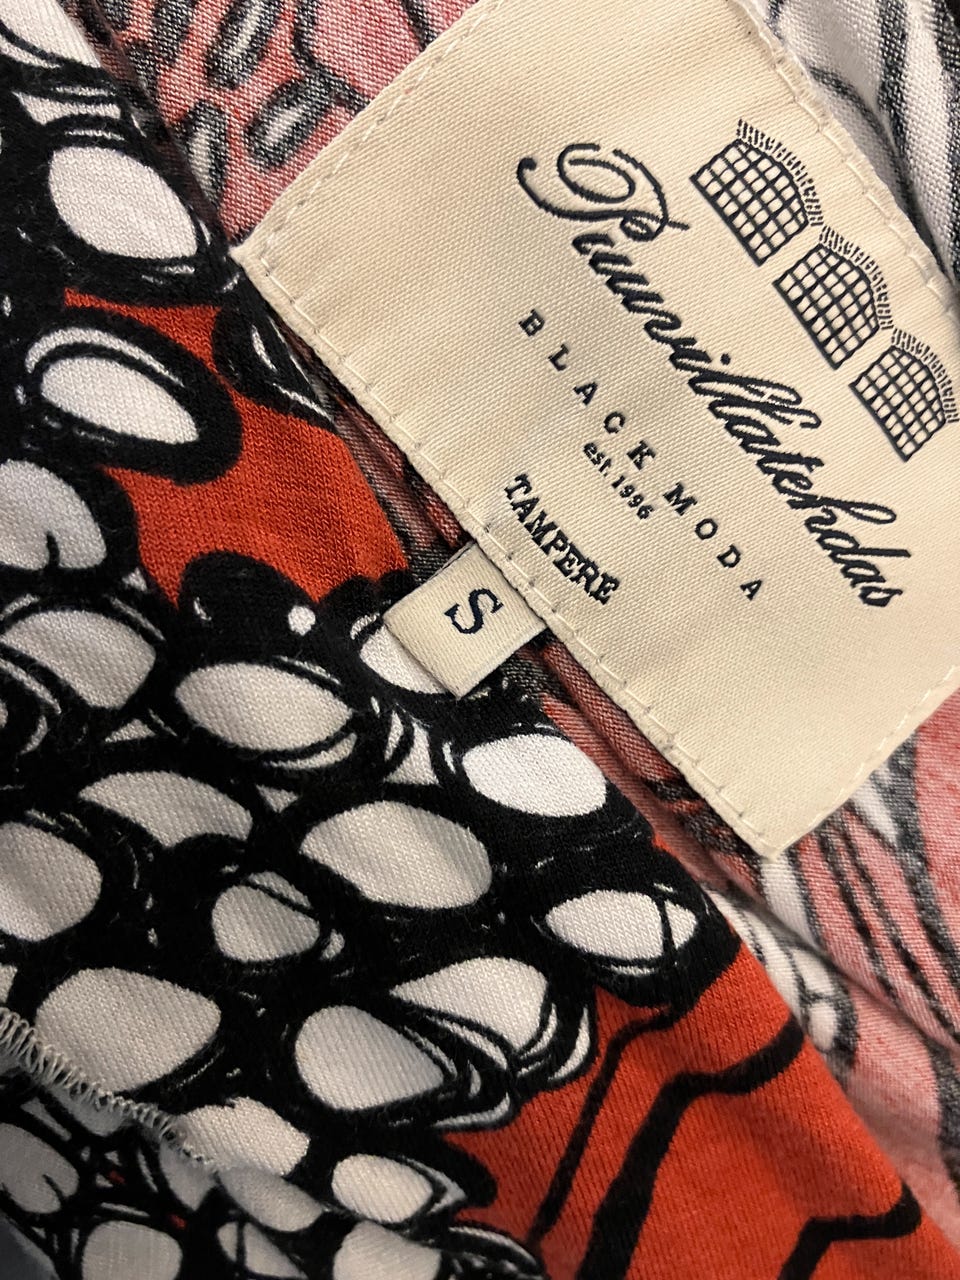 Puuvillatehdas
BLACK MODA
est. 1996
TAMPERE
S